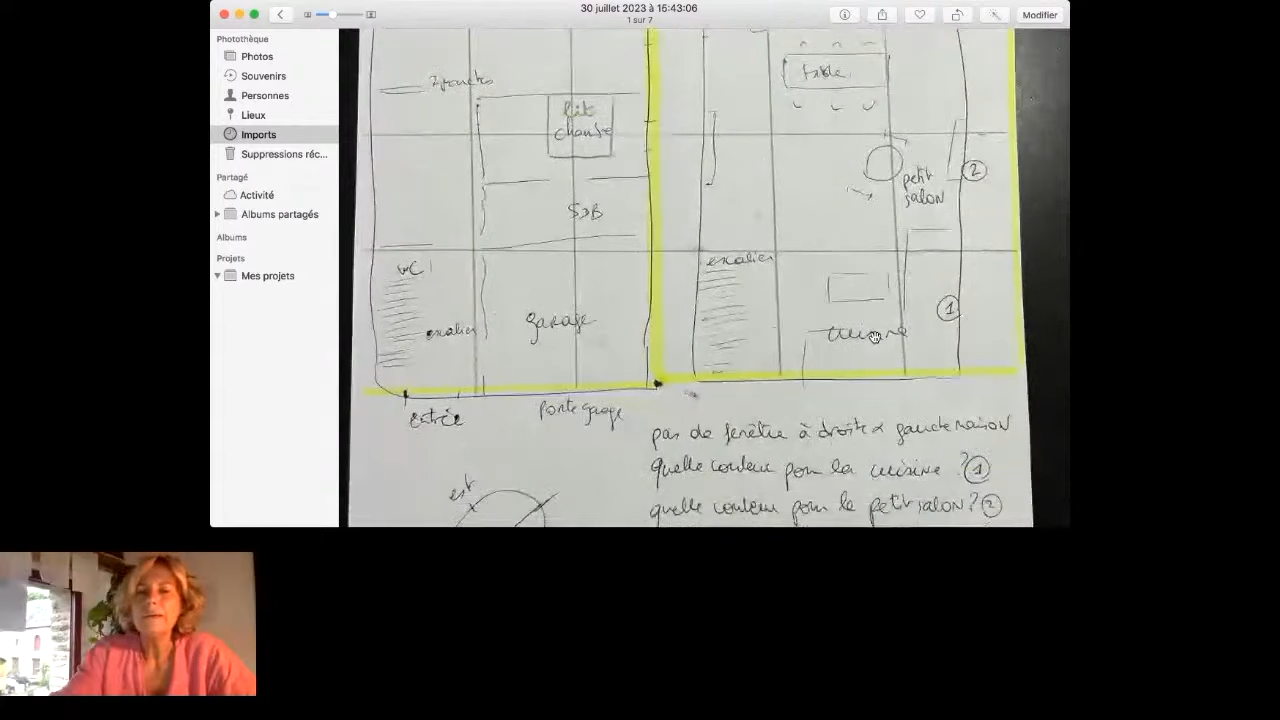 30 juillet 2023 à 16:43:06
1 sur 7
Modifier
Photothèque
Photos
Souvenirs
Personnes
Lieux
Imports
Suppressions réc...
Partagé
Activité
Albums partagés
Albums
Projets
Mes projets
table
lit
chambre
petit
salon
2
SDB
WC
escalier
escalier
garage
cuisine
1
entrée
porte garage
pas de fenêtre à droite & gauche maison
quelle couleur pour la cuisine ? 1
quelle couleur pour le petit salon ? 2
est